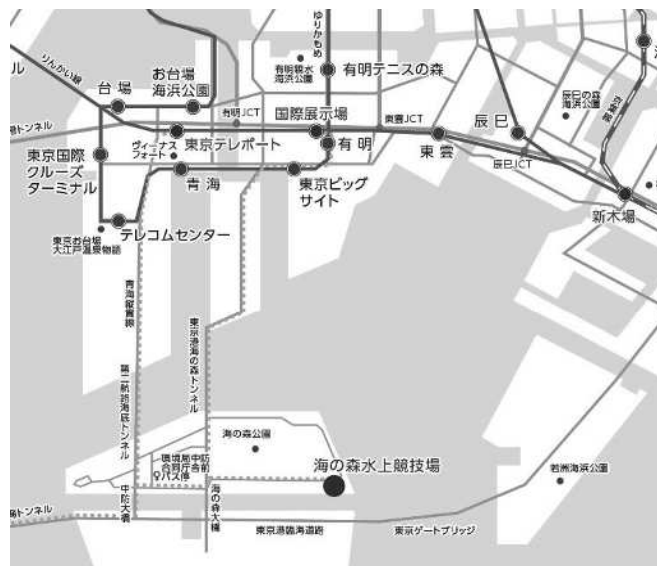 ゆりかもめ
りんかい線
台場
お台場
海浜公園
有明親水
海浜公園
有明テニスの森
辰巳の森
海浜公園
京葉線
有明JCT
国際展示場
東雲JCT
辰巳
トンネル
東京テレポート
有明
東雲
ヴィーナス
フォート
辰巳JCT
東京国際
クルーズ
ターミナル
青海
東京ビッグ
サイト
新木場
テレコムセンター
東京お台場
大江戸温泉物語
青海縦貫線
東京港海の森トンネル
第二航路海底トンネル
海の森公園
環境局中防
合同庁舎前
バス停
海の森水上競技場
若洲海浜公園
中防大橋
海の森大橋
トンネル
東京港臨海道路
東京ゲートブリッジ